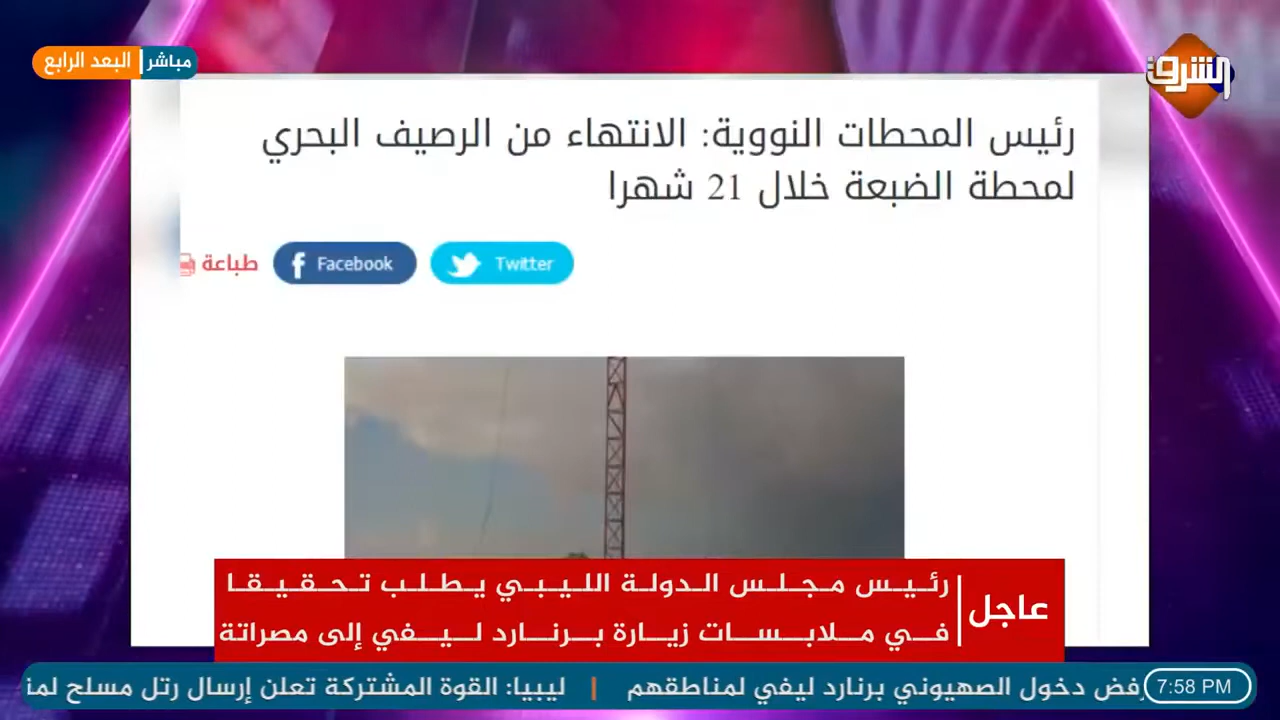 مباشر | البعد الرابع
الشرق
رئيس المحطات النووية: الانتهاء من الرصيف البحري
لمحطة الضبعة خلال 21 شهرا
طباعة Facebook Twitter
عاجل
رئيس مجلس الدولة الليبي يطلب تحقيقا
في ملابسات زيارة برنارد ليفي إلى مصراتة
دخول الصهيوني برنارد ليفي لمناطقهم | ليبيا: القوة المشتركة تعلن إرسال رتل مسلح
7:58 PM